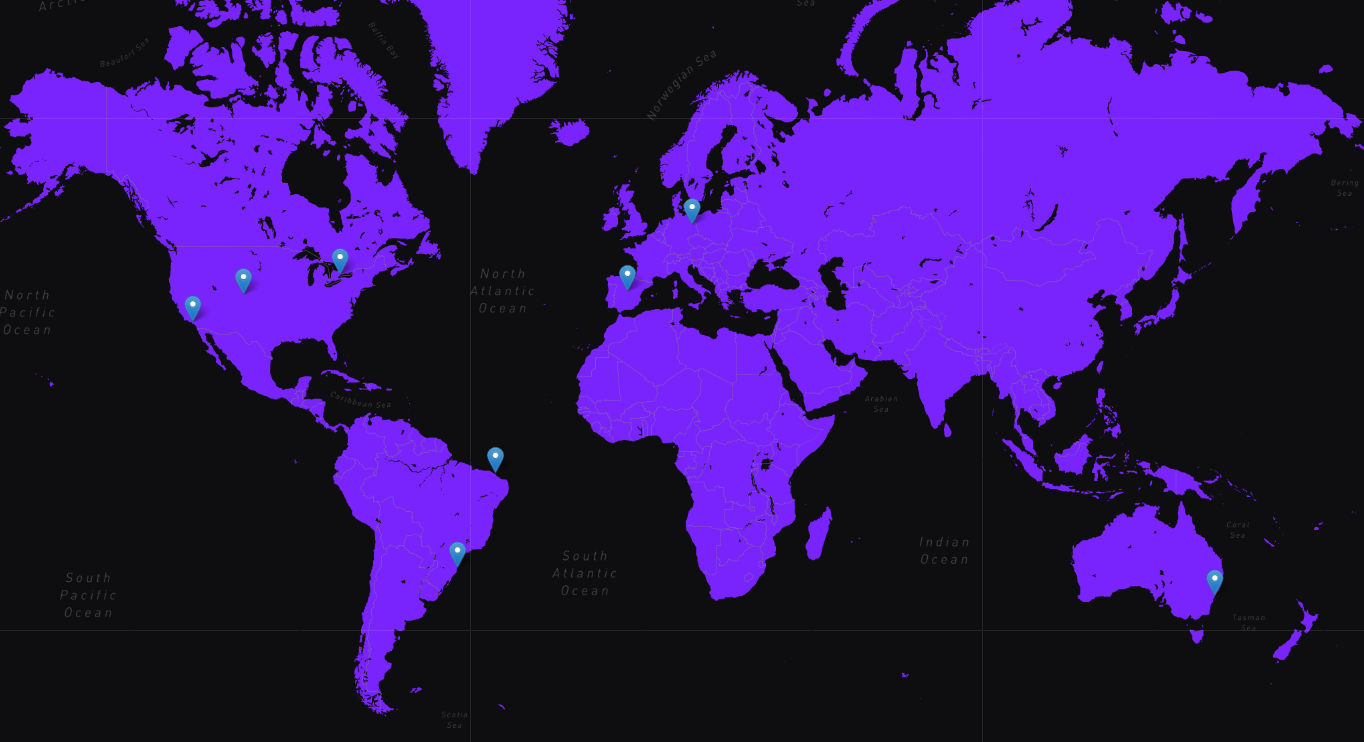 Arctic
Sea
Beaufort Sea
Baffin Bay
Norwegian Sea
Bering
Sea
North
Pacific
Ocean
North
Atlantic
Ocean
Caribbean Sea
Arabian
Sea
South
Pacific
Ocean
South
Atlantic
Ocean
Indian
Ocean
Coral
Sea
Tasman
Sea
Scotia
Sea